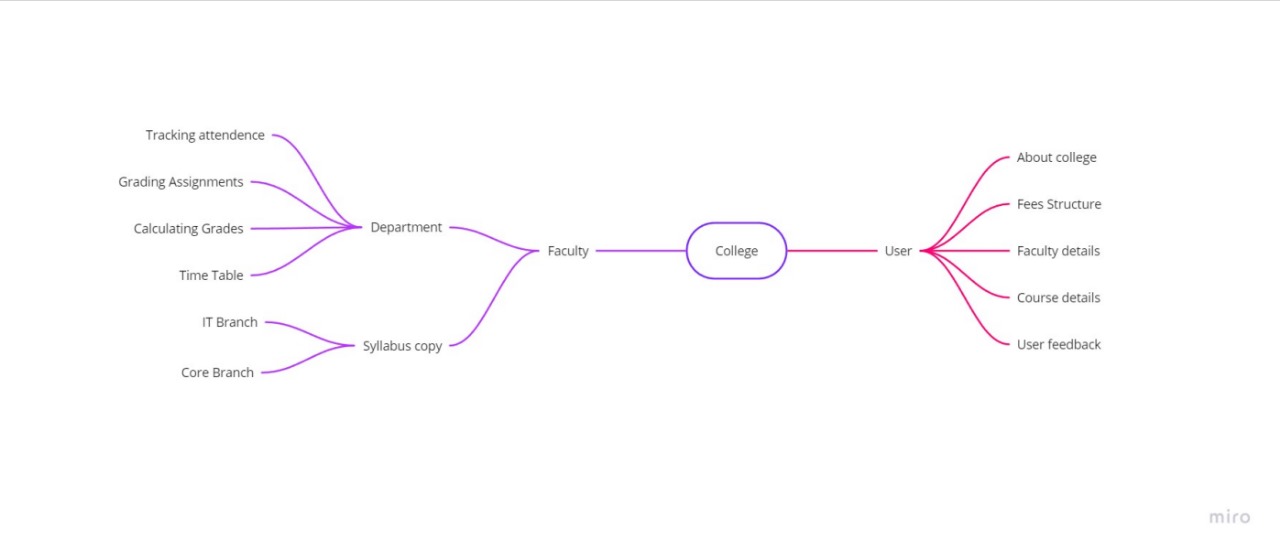 Tracking attendence
Grading Assignments
Calculating Grades
Time Table
IT Branch
Core Branch
Department
Syllabus copy
Faculty
College
User
About college
Fees Structure
Faculty details
Course details
User feedback
miro